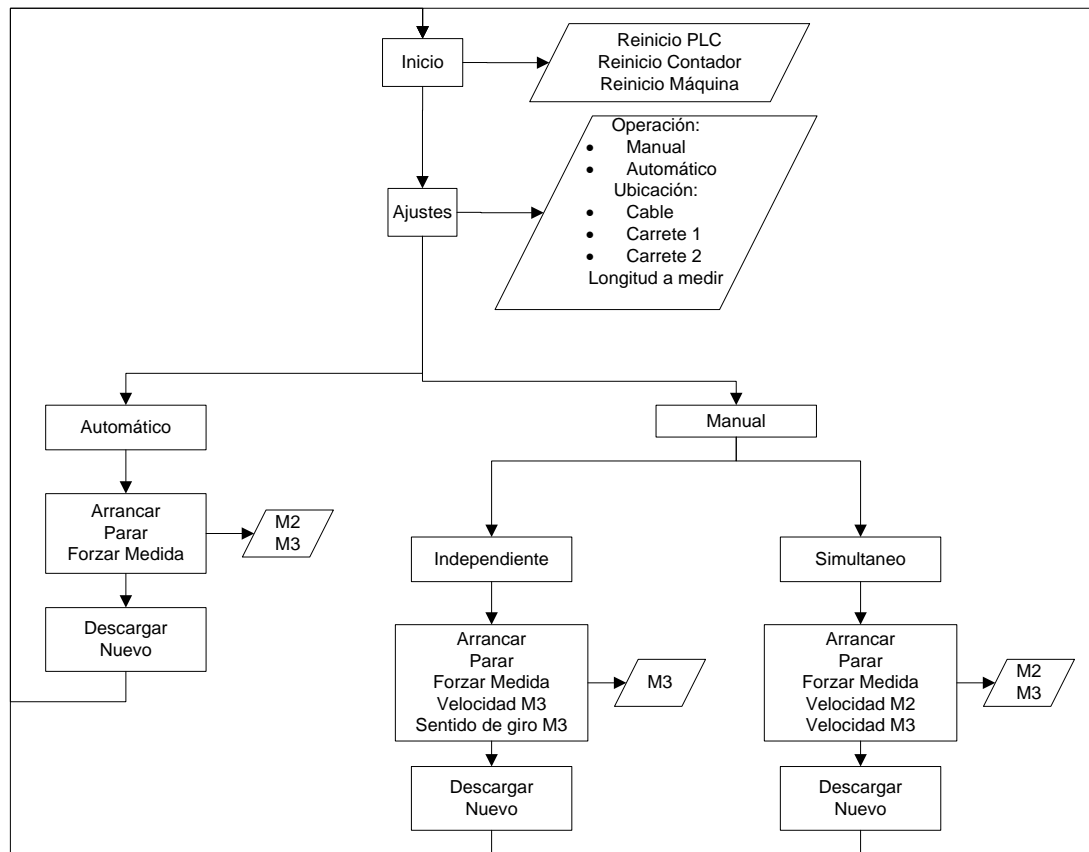 Inicio
Reinicio PLC
Reinicio Contador
Reinicio Máquina
Ajustes
Operación:
• Manual
• Automático
Ubicación:
• Cable
• Carrete 1
• Carrete 2
Longitud a medir
Automático
Manual
Arrancar
Parar
Forzar Medida
M2
M3
Descargar
Nuevo
Independiente
Simultaneo
Arrancar
Parar
Forzar Medida
Velocidad M3
Sentido de giro M3
M3
Arrancar
Parar
Forzar Medida
Velocidad M2
Velocidad M3
M2
M3
Descargar
Nuevo
Descargar
Nuevo